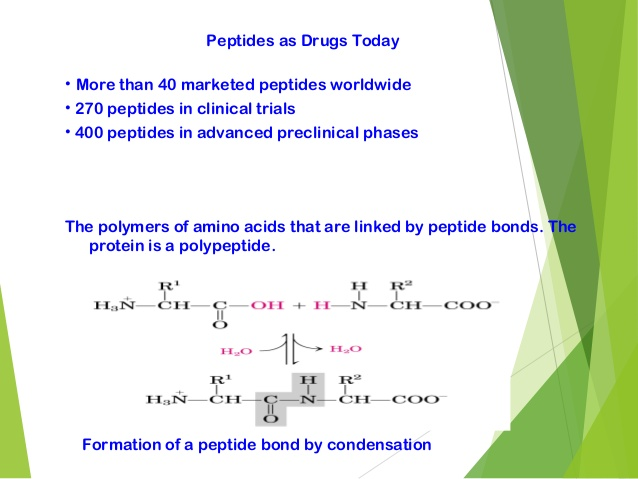 Peptides as Drugs Today
• More than 40 marketed peptides worldwide
• 270 peptides in clinical trials
• 400 peptides in advanced preclinical phases
The polymers of amino acids that are linked by peptide bonds. The
protein is a polypeptide.
R¹ H R²
H₃N⁺—CH—C—OH + H—N—CH—COO⁻
O
H₂O H₂O
R¹ H R²
H₃N⁺—CH—C—N—CH—COO⁻
O
Formation of a peptide bond by condensation